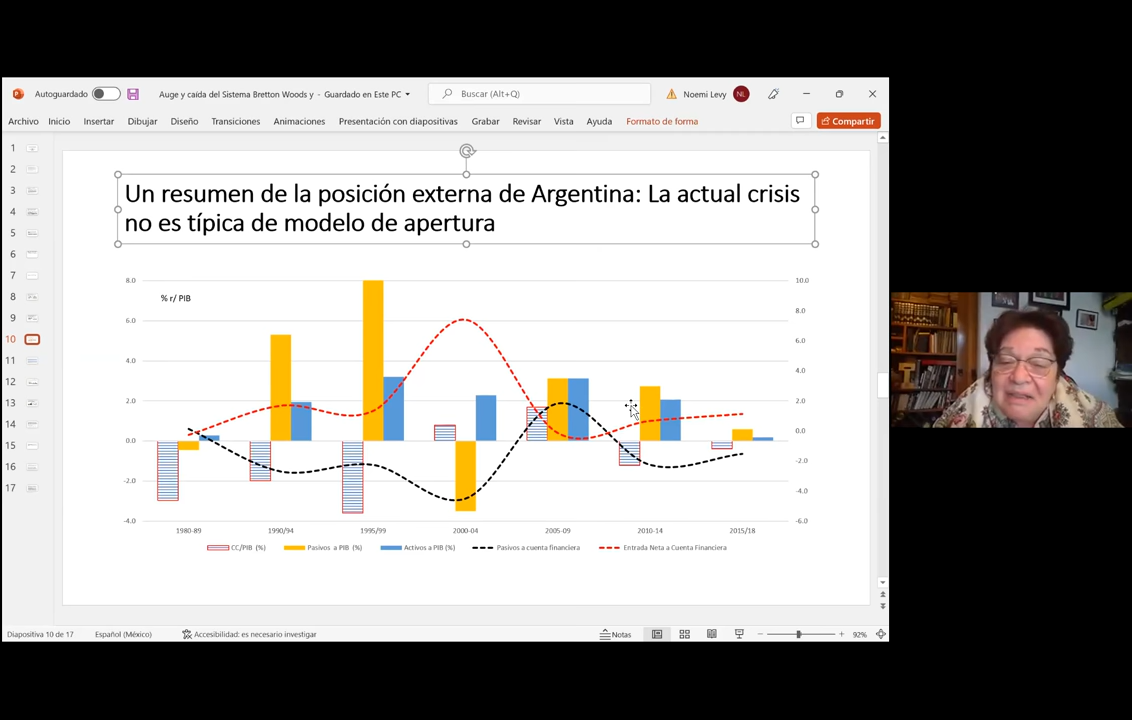 Autoguardado
Auge y caída del Sistema Bretton Woods y - Guardado en Este PC
Buscar (Alt+Q)
Noemi Levy
NL
Archivo Inicio Insertar Dibujar Diseño Transiciones Animaciones Presentación con diapositivas Grabar Revisar Vista Ayuda Formato de forma
Compartir
1
2
3
4
5
6
7
8
9
10
11
12
13
14
15
16
17
Un resumen de la posición externa de Argentina: La actual crisis
no es típica de modelo de apertura
% r/ PIB
8.0
6.0
4.0
2.0
0.0
-2.0
-4.0
10.0
8.0
6.0
4.0
2.0
0.0
-2.0
-4.0
-6.0
1980-89 1990/94 1995/99 2000-04 2005-09 2010-14 2015/18
CC/PIB (%) Pasivos a PIB (%) Activos a PIB (%) Pasivos a cuenta financiera Entrada Neta a Cuenta Financiera
Diapositiva 10 de 17 Español (México) Accesibilidad: es necesario investigar Notas 92%